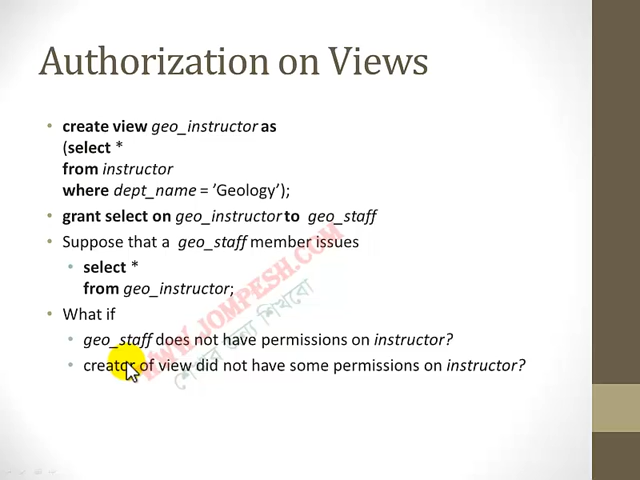 Authorization on Views
• create view geo_instructor as
(select *
from instructor
where dept_name = ’Geology’);
• grant select on geo_instructor to geo_staff
• Suppose that a geo_staff member issues
• select *
from geo_instructor;
• What if
• geo_staff does not have permissions on instructor?
• creator of view did not have some permissions on instructor?
WWW.JOMPESH.COM
শেখার জন্য শিখবো